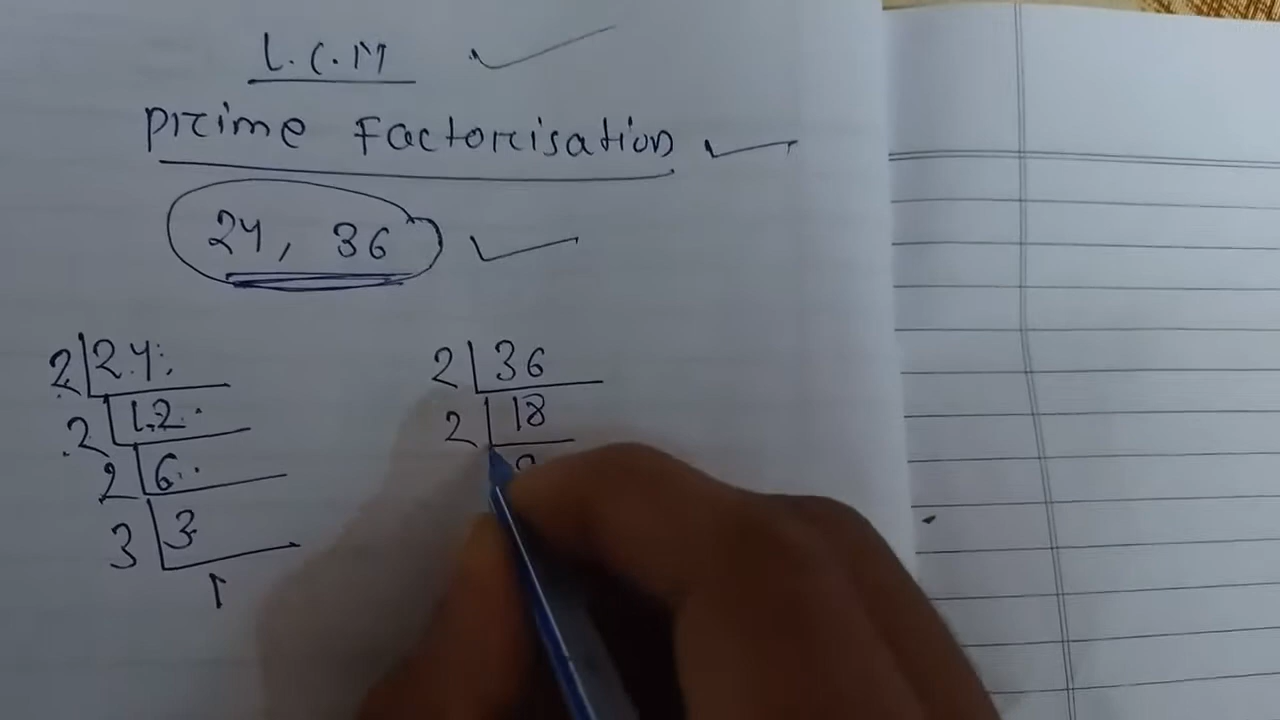 L.C.M
Prime Factorisation
24, 36
2 | 24
2 | 12
2 | 6
3 | 3
1
2 | 36
2 | 18